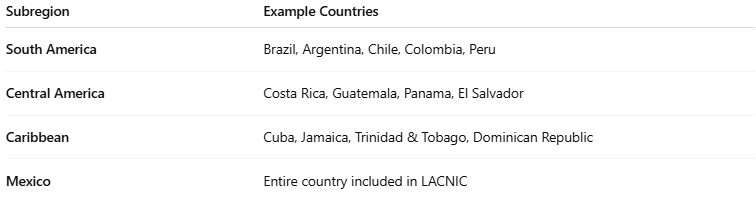 Subregion Example Countries
South America Brazil, Argentina, Chile, Colombia, Peru
Central America Costa Rica, Guatemala, Panama, El Salvador
Caribbean Cuba, Jamaica, Trinidad & Tobago, Dominican Republic
Mexico Entire country included in LACNIC